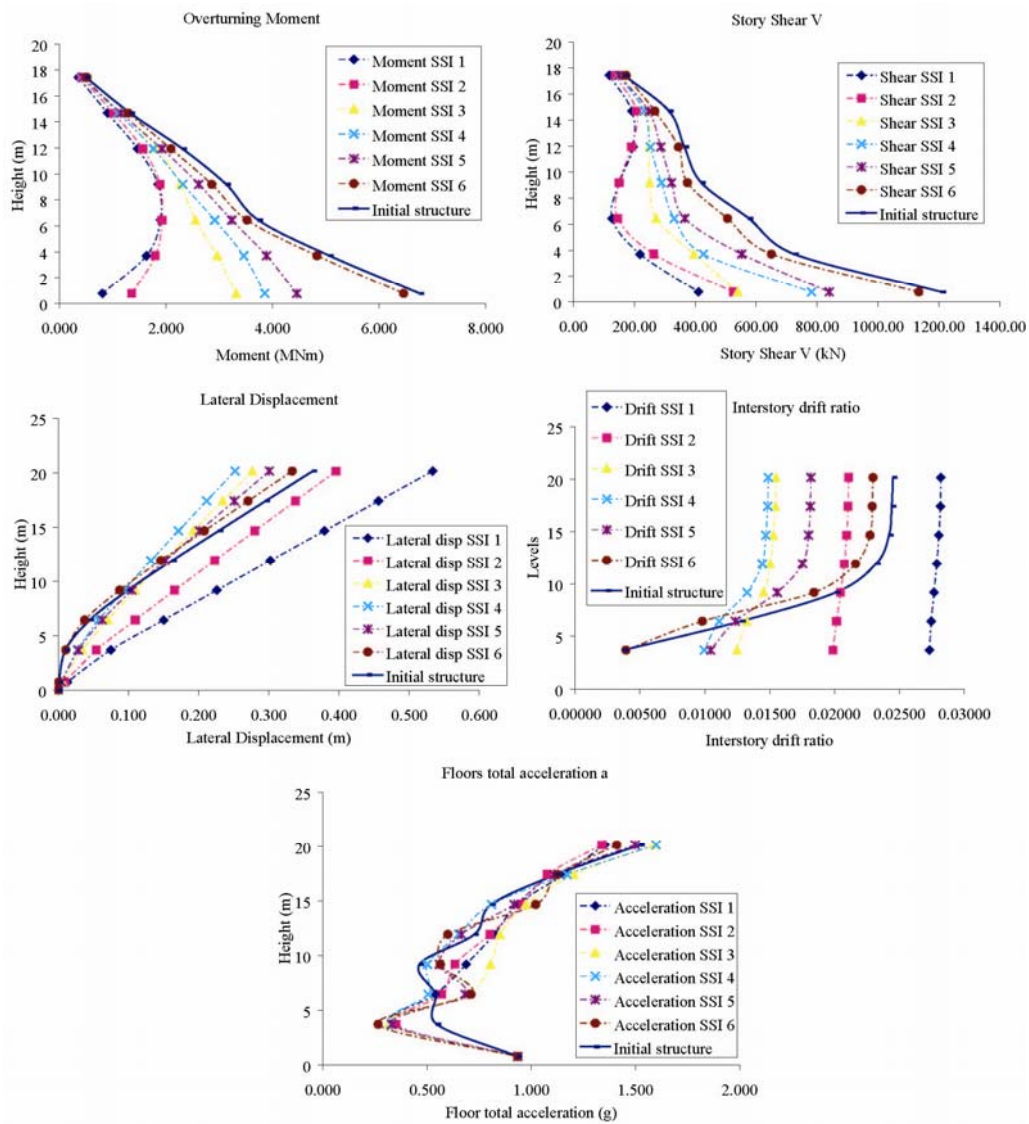 Overturning Moment
20
18
16
14
12
10
8
6
4
2
0
Height (m)
0.000 2.000 4.000 6.000 8.000
Moment (MNm)
Moment SSI 1
Moment SSI 2
Moment SSI 3
Moment SSI 4
Moment SSI 5
Moment SSI 6
Initial structure
Story Shear V
20
18
16
14
12
10
8
6
4
2
0
Height (m)
0.00 200.00 400.00 600.00 800.00 1000.00 1200.00 1400.00
Story Shear V (kN)
Shear SSI 1
Shear SSI 2
Shear SSI 3
Shear SSI 4
Shear SSI 5
Shear SSI 6
Initial structure
Lateral Displacement
25
20
15
10
5
0
Height (m)
0.000 0.100 0.200 0.300 0.400 0.500 0.600
Lateral Displacement (m)
Lateral disp SSI 1
Lateral disp SSI 2
Lateral disp SSI 3
Lateral disp SSI 4
Lateral disp SSI 5
Lateral disp SSI 6
Initial structure
Interstory drift ratio
25
20
15
10
5
0
Levels
0.00000 0.00500 0.01000 0.01500 0.02000 0.02500 0.03000
Interstory drift ratio
Drift SSI 1
Drift SSI 2
Drift SSI 3
Drift SSI 4
Drift SSI 5
Drift SSI 6
Initial structure
Floors total acceleration a
25
20
15
10
5
0
Height (m)
0.000 0.500 1.000 1.500 2.000
Floor total acceleration (g)
Acceleration SSI 1
Acceleration SSI 2
Acceleration SSI 3
Acceleration SSI 4
Acceleration SSI 5
Acceleration SSI 6
Initial structure